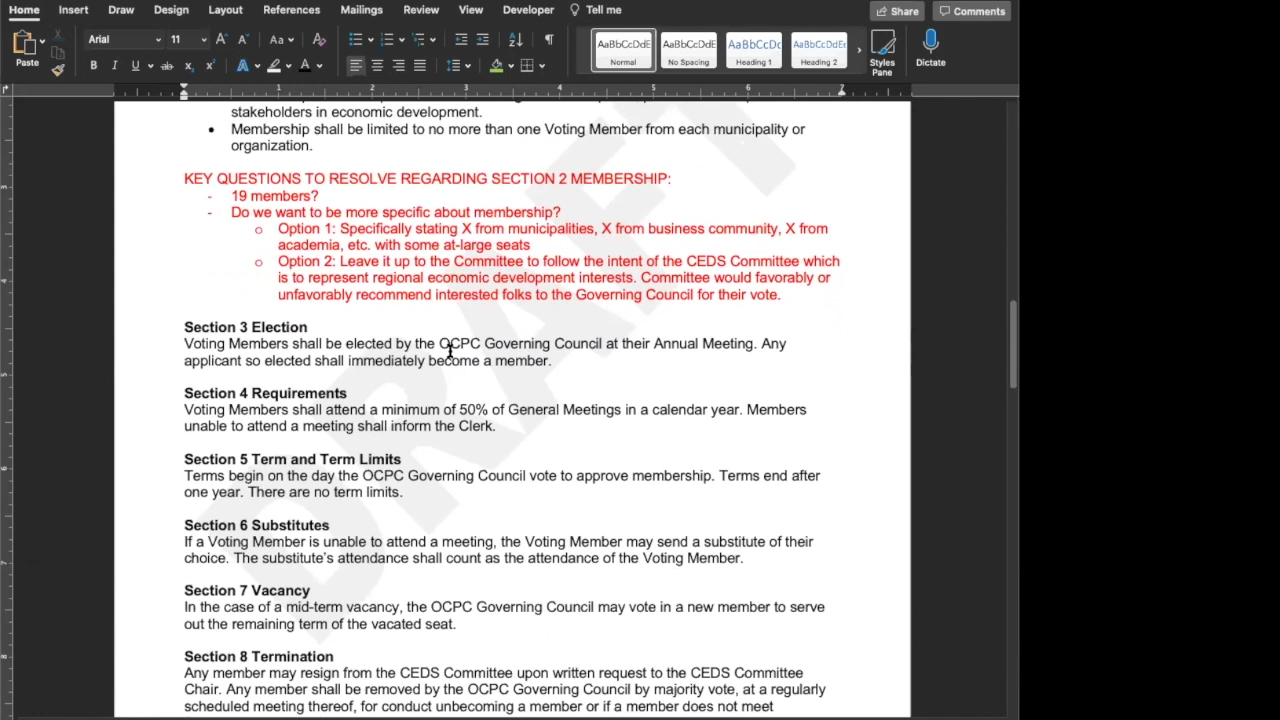 Home Insert Draw Design Layout References Mailings Review View Developer Tell me Share Comments
Paste Arial 11 Aa AaBbCcDdE AaBbCcDdE AaBbCcDc AaBbCcDdE
Normal No Spacing Heading 1 Heading 2 Styles Pane Dictate
stakeholders in economic development.
• Membership shall be limited to no more than one Voting Member from each municipality or
organization.
KEY QUESTIONS TO RESOLVE REGARDING SECTION 2 MEMBERSHIP:
- 19 members?
- Do we want to be more specific about membership?
o Option 1: Specifically stating X from municipalities, X from business community, X from
academia, etc. with some at-large seats
o Option 2: Leave it up to the Committee to follow the intent of the CEDS Committee which
is to represent regional economic development interests. Committee would favorably or
unfavorably recommend interested folks to the Governing Council for their vote.
Section 3 Election
Voting Members shall be elected by the OCPC Governing Council at their Annual Meeting. Any
applicant so elected shall immediately become a member.
Section 4 Requirements
Voting Members shall attend a minimum of 50% of General Meetings in a calendar year. Members
unable to attend a meeting shall inform the Clerk.
Section 5 Term and Term Limits
Terms begin on the day the OCPC Governing Council vote to approve membership. Terms end after
one year. There are no term limits.
Section 6 Substitutes
If a Voting Member is unable to attend a meeting, the Voting Member may send a substitute of their
choice. The substitute's attendance shall count as the attendance of the Voting Member.
Section 7 Vacancy
In the case of a mid-term vacancy, the OCPC Governing Council may vote in a new member to serve
out the remaining term of the vacated seat.
Section 8 Termination
Any member may resign from the CEDS Committee upon written request to the CEDS Committee
Chair. Any member shall be removed by the OCPC Governing Council by majority vote, at a regularly
scheduled meeting thereof, for conduct unbecoming a member or if a member does not meet
DRAFT